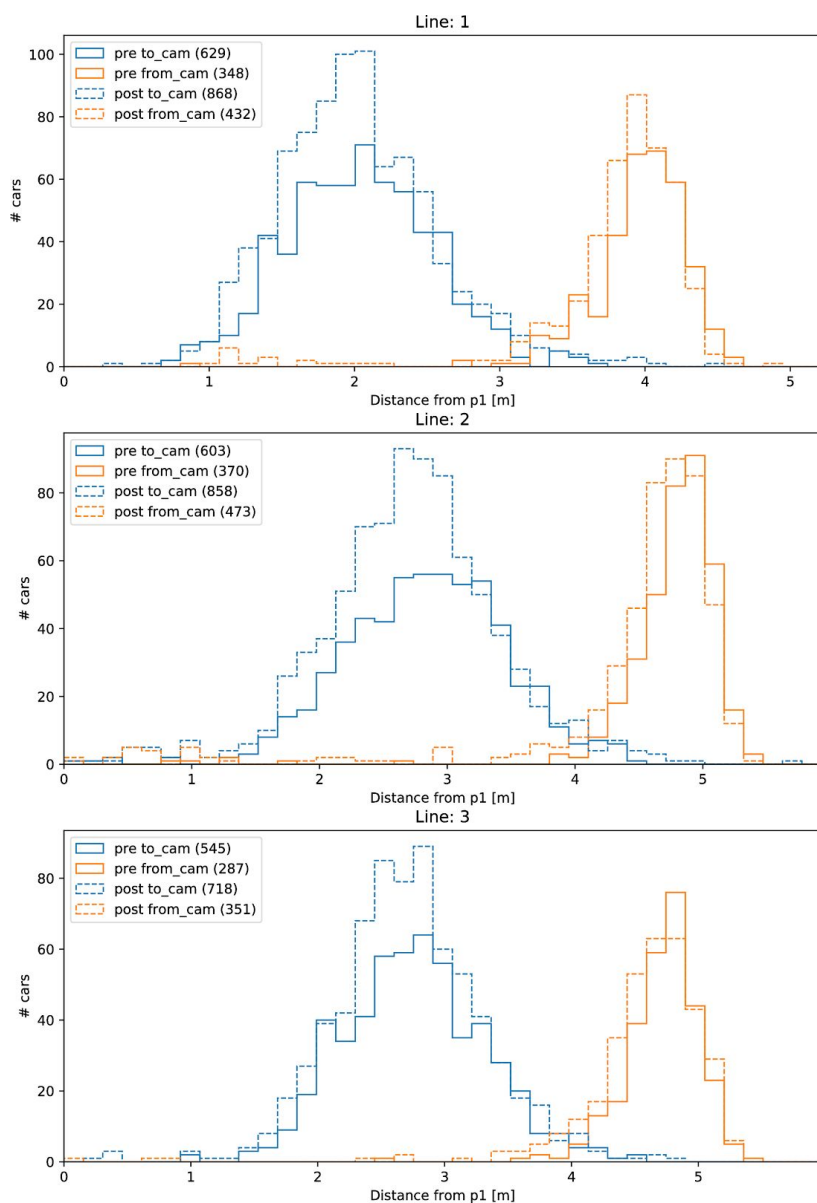 Line: 1
100
80
60
40
20
0
# cars
pre to_cam (629)
pre from_cam (348)
post to_cam (868)
post from_cam (432)
0 1 2 3 4 5
Distance from p1 [m]
Line: 2
80
60
40
20
0
# cars
pre to_cam (603)
pre from_cam (370)
post to_cam (858)
post from_cam (473)
0 1 2 3 4 5
Distance from p1 [m]
Line: 3
80
60
40
20
0
# cars
pre to_cam (545)
pre from_cam (287)
post to_cam (718)
post from_cam (351)
0 1 2 3 4 5
Distance from p1 [m]